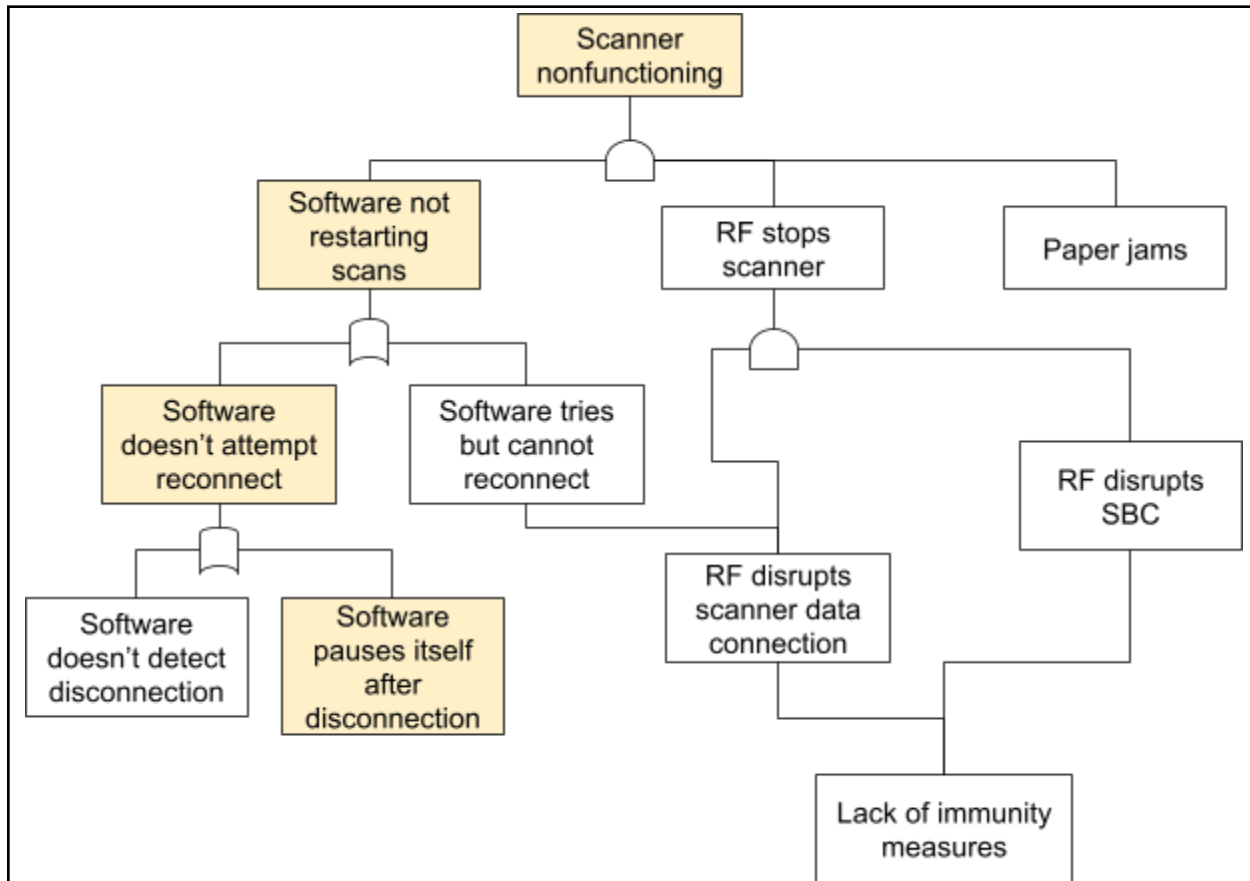 Scanner
nonfunctioning
Software not
restarting
scans
RF stops
scanner
Paper jams
Software
doesn’t attempt
reconnect
Software tries
but cannot
reconnect
RF disrupts
SBC
RF disrupts
scanner data
connection
Software
doesn’t detect
disconnection
Software
pauses itself
after
disconnection
Lack of immunity
measures